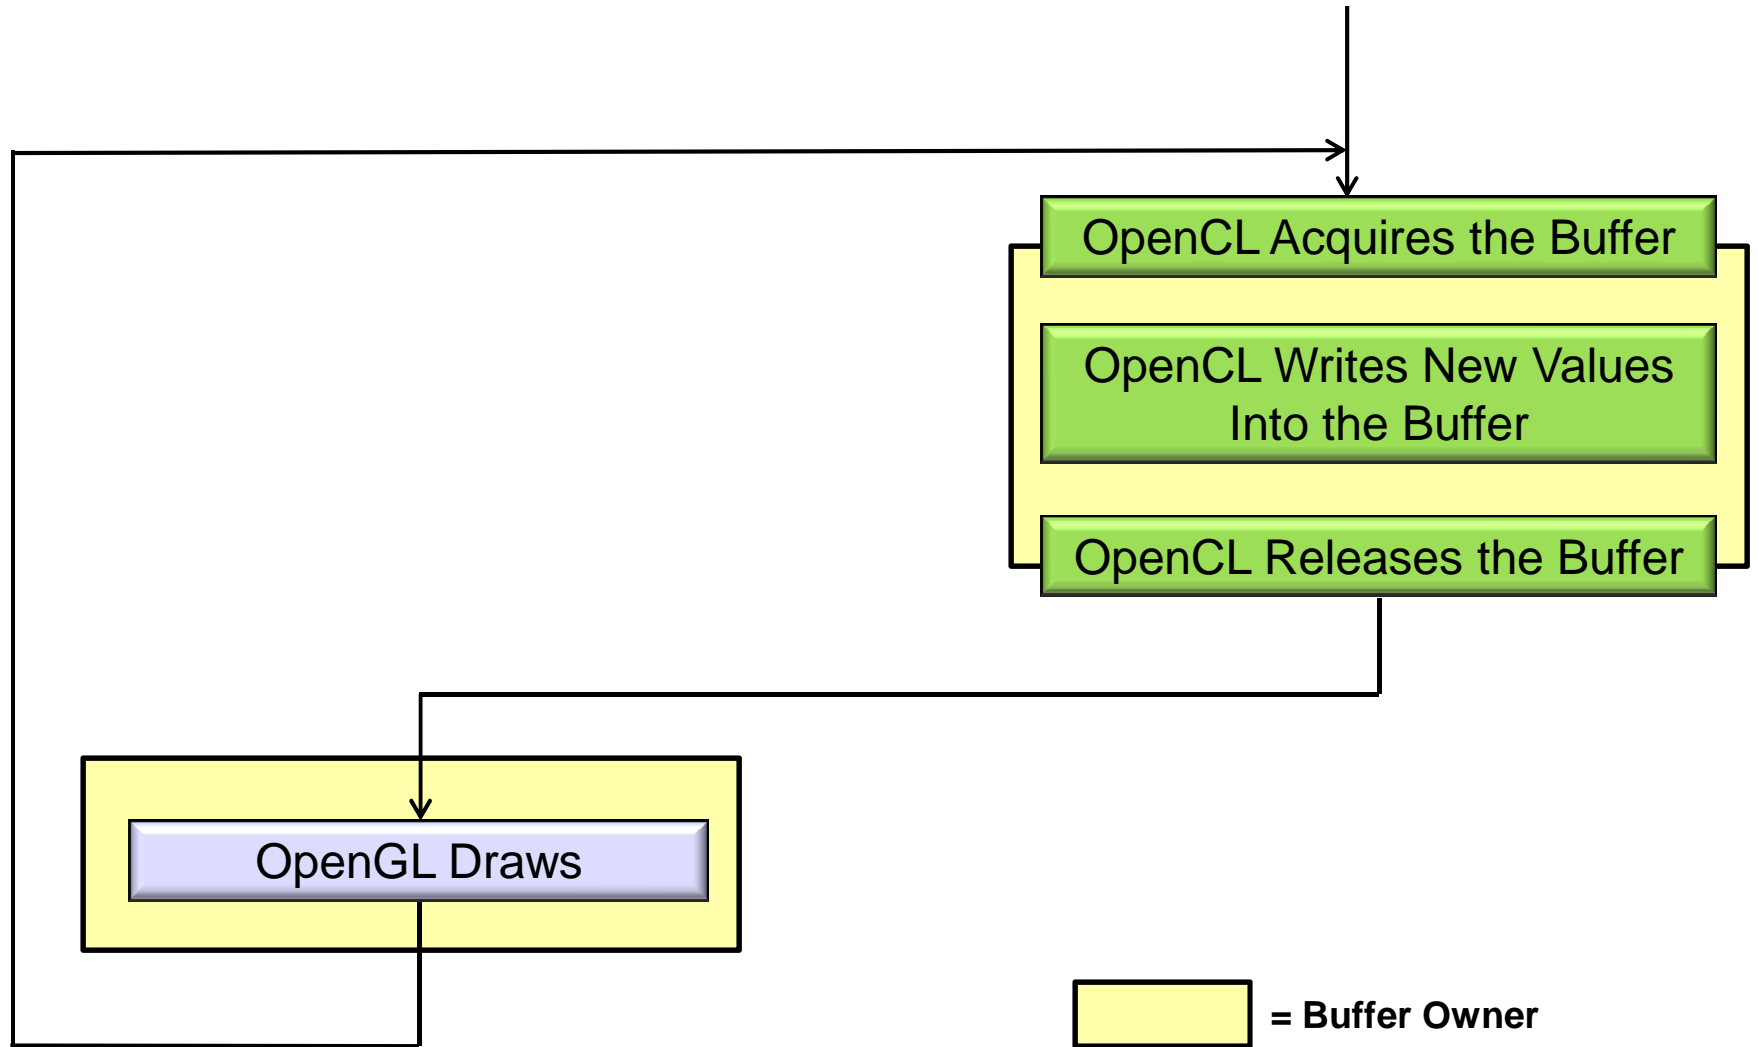 OpenCL Acquires the Buffer
OpenCL Writes New Values
Into the Buffer
OpenCL Releases the Buffer
OpenGL Draws
= Buffer Owner